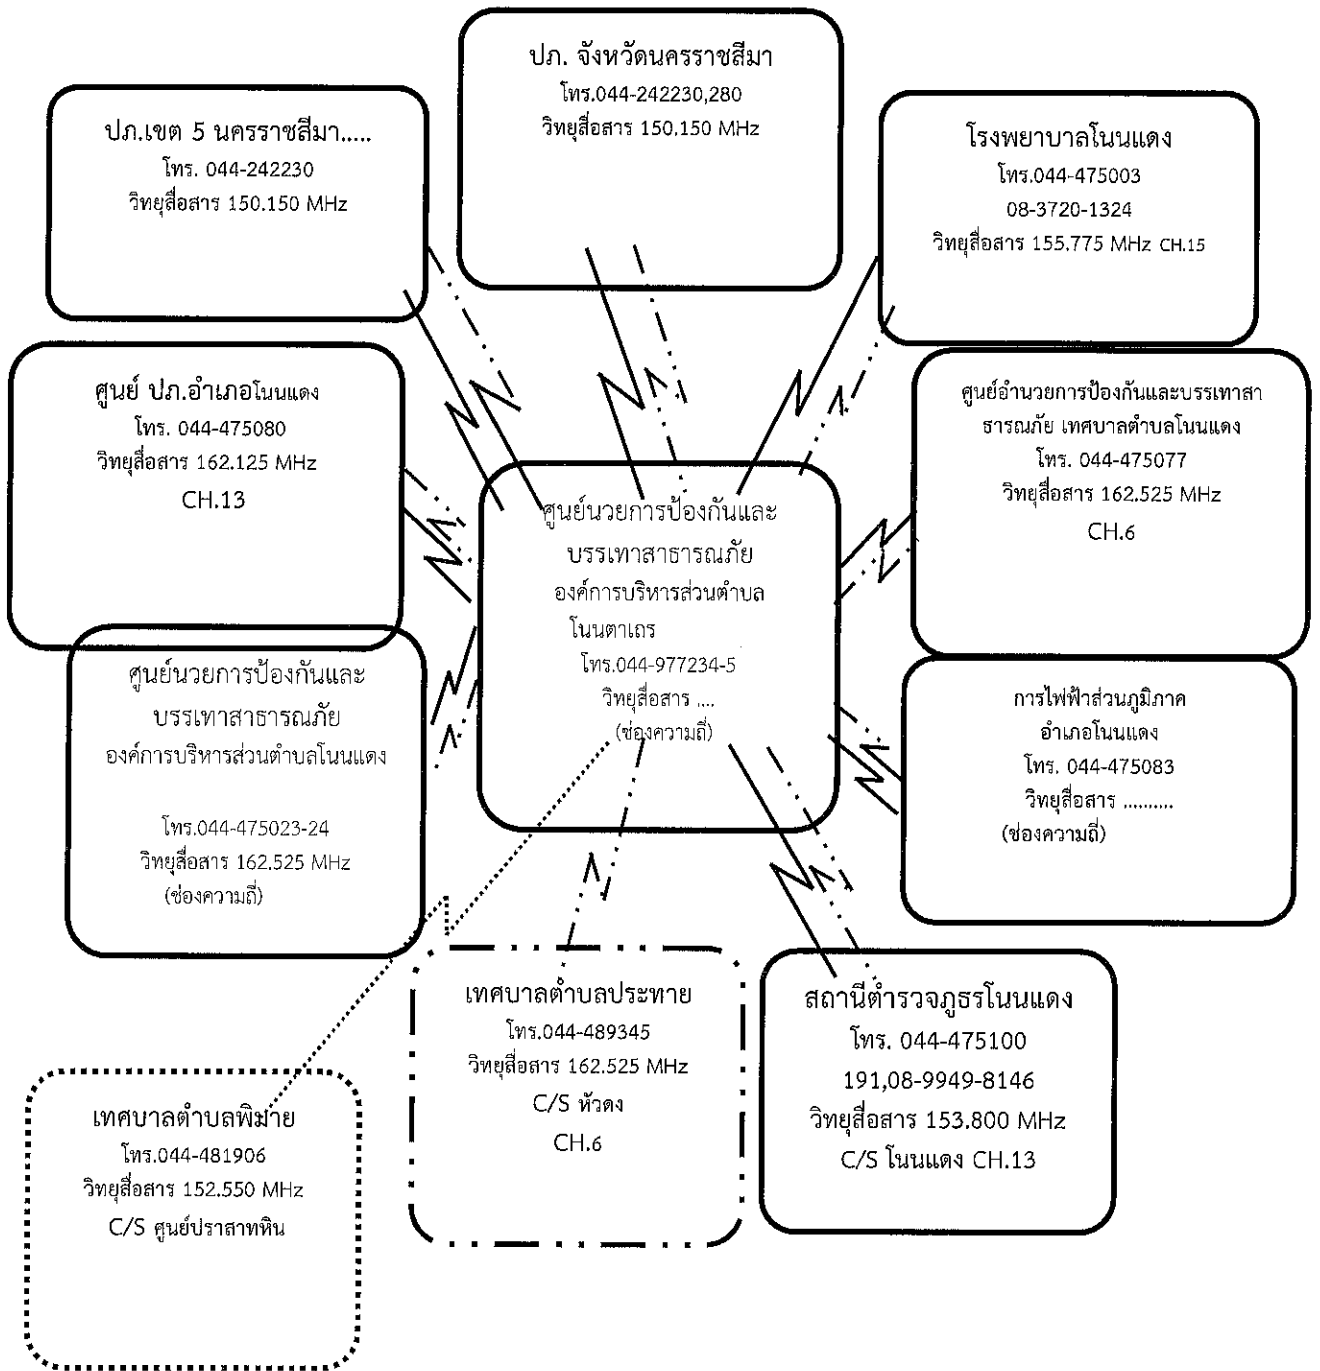 ปภ. จังหวัดนครราชสีมา
โทร.044-242230,280
วิทยุสื่อสาร 150.150 MHz
ปภ.เขต 5 นครราชสีมา.....
โทร. 044-242230
วิทยุสื่อสาร 150.150 MHz
โรงพยาบาลโนนแดง
โทร.044-475003
08-3720-1324
วิทยุสื่อสาร 155.775 MHz CH.15
ศูนย์ ปภ.อำเภอโนนแดง
โทร. 044-475080
วิทยุสื่อสาร 162.125 MHz
CH.13
ศูนย์อำนวยการป้องกันและบรรเทาสา
ธารณภัย เทศบาลตำบลโนนแดง
โทร. 044-475077
วิทยุสื่อสาร 162.525 MHz
CH.6
ศูนย์นวยการป้องกันและ
บรรเทาสาธารณภัย
องค์การบริหารส่วนตำบล
โนนตาเถร
โทร.044-977234-5
วิทยุสื่อสาร ....
(ช่องความถี่)
ศูนย์นวยการป้องกันและ
บรรเทาสาธารณภัย
องค์การบริหารส่วนตำบลโนนแดง
โทร.044-475023-24
วิทยุสื่อสาร 162.525 MHz
(ช่องความถี่)
การไฟฟ้าส่วนภูมิภาค
อำเภอโนนแดง
โทร. 044-475083
วิทยุสื่อสาร ..........
(ช่องความถี่)
เทศบาลตำบลประทาย
โทร.044-489345
วิทยุสื่อสาร 162.525 MHz
C/S หัวดง
CH.6
สถานีตำรวจภูธรโนนแดง
โทร. 044-475100
191,08-9949-8146
วิทยุสื่อสาร 153.800 MHz
C/S โนนแดง CH.13
เทศบาลตำบลพิมาย
โทร.044-481906
วิทยุสื่อสาร 152.550 MHz
C/S ศูนย์ปราสาทหิน